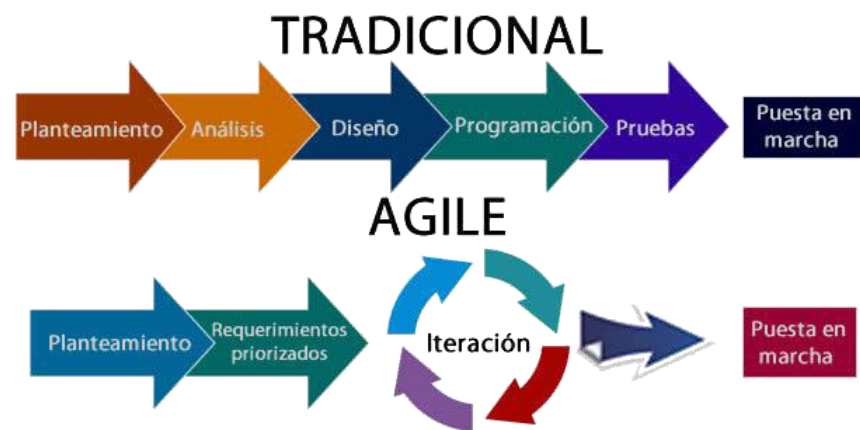 TRADICIONAL
Planteamiento
Análisis
Diseño
Programación
Pruebas
Puesta en
marcha
AGILE
Planteamiento
Requerimientos
priorizados
Iteración
Puesta en
marcha